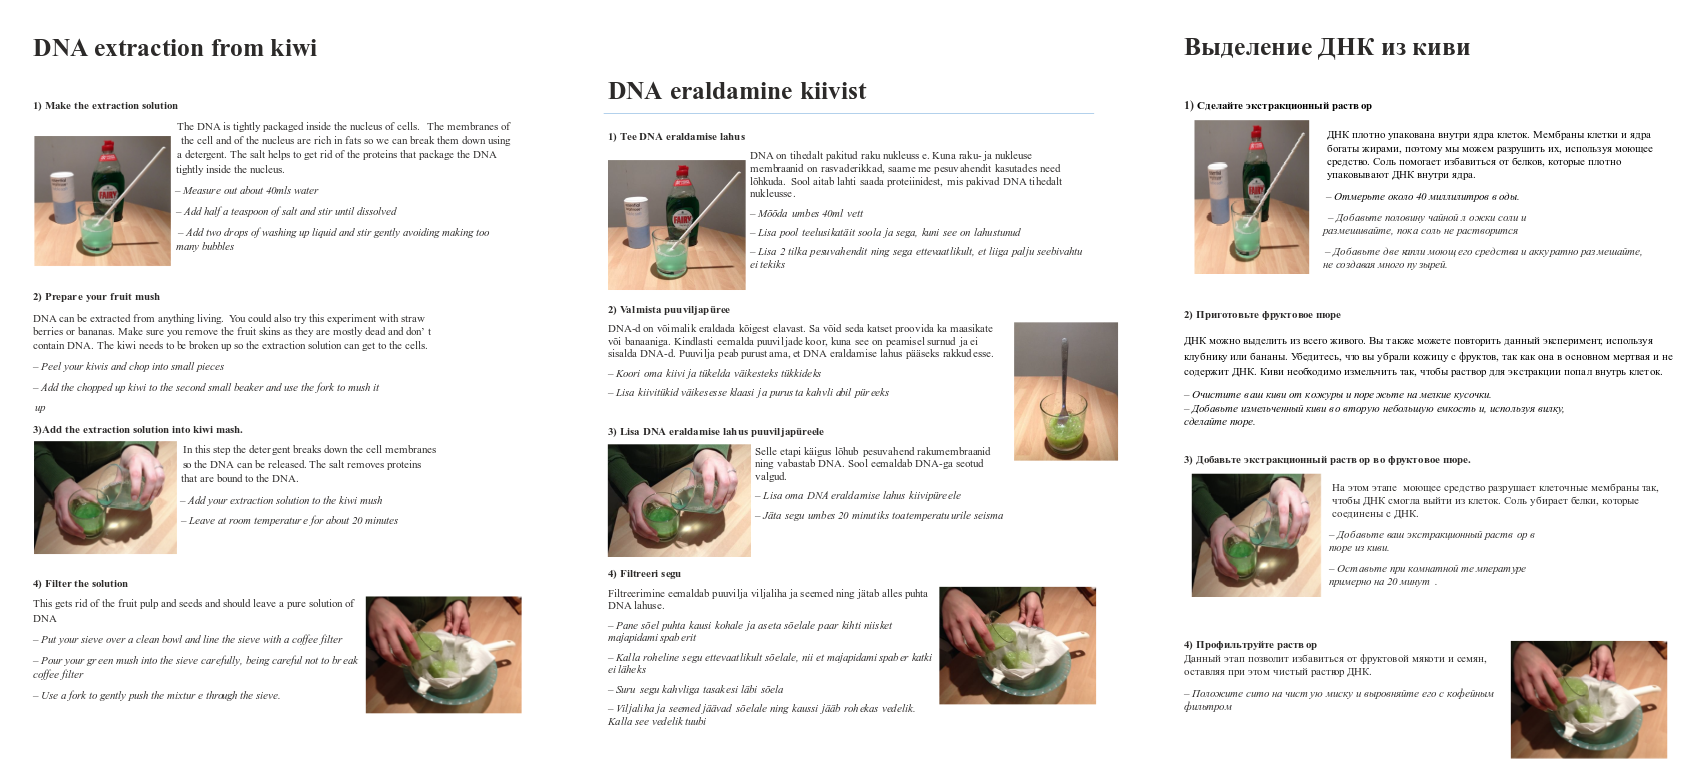 DNA extraction from kiwi
1) Make the extraction solution
The DNA is tightly packaged inside the nucleus of cells. The membranes of
the cell and of the nucleus are rich in fats so we can break them down using
a detergent. The salt helps to get rid of the proteins that package the DNA
tightly inside the nucleus.
– Measure out about 40mls water
– Add half a teaspoon of salt and stir until dissolved
– Add two drops of washing up liquid and stir gently avoiding making too
many bubbles
FAIRY
2) Prepare your fruit mush
DNA can be extracted from anything living. You could also try this experiment with straw
berries or bananas. Make sure you remove the fruit skins as they are mostly dead and don’ t
contain DNA. The kiwi needs to be broken up so the extraction solution can get to the cells.
– Peel your kiwis and chop into small pieces
– Add the chopped up kiwi to the second small beaker and use the fork to mush it
up
3)Add the extraction solution into kiwi mash.
In this step the detergent breaks down the cell membranes
so the DNA can be released. The salt removes proteins
that are bound to the DNA.
– Add your extraction solution to the kiwi mush
– Leave at room temperature for about 20 minutes
4) Filter the solution
This gets rid of the fruit pulp and seeds and should leave a pure solution of
DNA
– Put your sieve over a clean bowl and line the sieve with a coffee filter
– Pour your green mush into the sieve carefully, being careful not to break
coffee filter
– Use a fork to gently push the mixture through the sieve.
DNA eraldamine kiivist
1) Tee DNA eraldamise lahus
DNA on tihedalt pakitud raku nukleuss e. Kuna raku- ja nukleuse
membraanid on rasvaderikkad, saame me pesuvahendit kasutades need
lõhkuda. Sool aitab lahti saada proteiinidest, mis pakivad DNA tihedalt
nukleusse.
– Mõõda umbes 40ml vett
– Lisa pool teelusikatäit soola ja sega, kuni see on lahustunud
– Lisa 2 tilka pesuvahendit ning sega ettevaatlikult, et liiga palju seebivahtu
ei tekiks
FAIRY
2) Valmista puuviljapüree
DNA-d on võimalik eraldada kõigest elavast. Sa võid seda katset proovida ka maasikate
või banaaniga. Kindlasti eemalda puuviljade koor, kuna see on peamisel surnud ja ei
sisalda DNA-d. Puuvilja peab purustama, et DNA eraldamise lahus pääseks rakkudesse.
– Koori oma kiivi ja tükelda väikesteks tükkideks
– Lisa kiivitükid väikesesse klaasi ja purusta kahvli abil püreeks
3) Lisa DNA eraldamise lahus puuviljapüreele
Selle etapi käigus lõhub pesuvahend rakumembraanid
ning vabastab DNA. Sool eemaldab DNA-ga seotud
valgud.
– Lisa oma DNA eraldamise lahus kiivipüreele
– Jäta segu umbes 20 minutiks toatemperatuurile seisma
4) Filtreeri segu
Filtreerimine eemaldab puuvilja viljaliha ja seemed ning jätab alles puhta
DNA lahuse.
– Pane sõel puhta kausi kohale ja aseta sõelale paar kihti niisket
majapidami spaberit
– Kalla roheline segu ettevaatlikult sõelale, nii et majapidami spaber katki
ei läheks
– Suru segu kahvliga tasakesi läbi sõela
– Viljaliha ja seemed jäävad sõelale ning kaussi jääb rohekas vedelik.
Kalla see vedelik tuubi
Выделение ДНК из киви
1) Сделайте экстракционный раствор
ДНК плотно упакована внутри ядра клеток. Мембраны клетки и ядра
богаты жирами, поэтому мы можем разрушить их, используя моющее
средство. Соль помогает избавиться от белков, которые плотно
упаковывают ДНК внутри ядра.
– Отмерьте около 40 миллилитров воды.
– Добавьте половину чайной ложки соли и
размешивайте, пока соль не растворится
– Добавьте две капли моющего средства и аккуратно размешайте,
не создавая много пузырей.
FAIRY
2) Приготовьте фруктовое пюре
ДНК можно выделить из всего живого. Вы также можете повторить данный эксперимент, используя
клубнику или бананы. Убедитесь, что вы убрали кожицу с фруктов, так как она в основном мертвая и не
содержит ДНК. Киви необходимо измельчить так, чтобы раствор для экстракции попал внутрь клеток.
– Очистите ваш киви от кожуры и порежьте на мелкие кусочки.
– Добавьте измельченный киви во вторую небольшую емкость и, используя вилку,
сделайте пюре.
3) Добавьте экстракционный раствор во фруктовое пюре.
На этом этапе моющее средство разрушает клеточные мембраны так,
чтобы ДНК смогла выйти из клеток. Соль убирает белки, которые
соединены с ДНК.
– Добавьте ваш экстракционный раствор в
пюре из киви.
– Оставьте при комнатной температуре
примерно на 20 минут .
4) Профильтруйте раствор
Данный этап позволит избавиться от фруктовой мякоти и семян,
оставляя при этом чистый раствор ДНК.
– Положите сито на чистую миску и выровняйте его с кофейным
фильтром